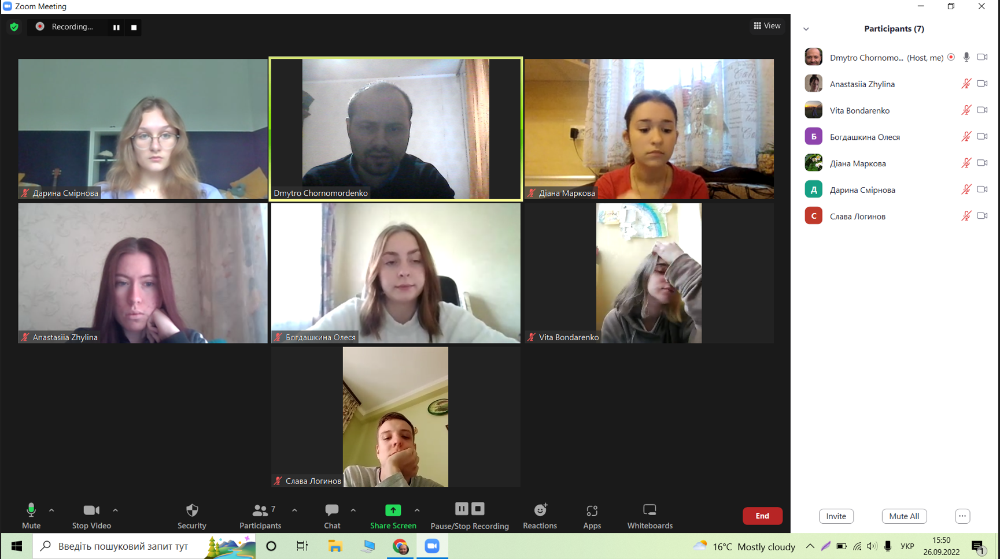 Zoom Meeting
Recording...
View
Participants (7)
Dmytro Chornomo... (Host, me)
Anastasiia Zhylina
Vita Bondarenko
Б Богдашкина Олеся
Діана Маркова
Д Дарина Смірнова
С Слава Логинов
Дарина Смірнова
Dmytro Chornomordenko
Діана Маркова
Anastasiia Zhylina
Богдашкина Олеся
Vita Bondarenko
Слава Логинов
7
Mute
Stop Video
Security
Participants
Chat
Share Screen
Pause/Stop Recording
Reactions
Apps
Whiteboards
End
Invite
Mute All
Введіть пошуковий запит тут
16°C Mostly cloudy
УКР
15:50
26.09.2022
1